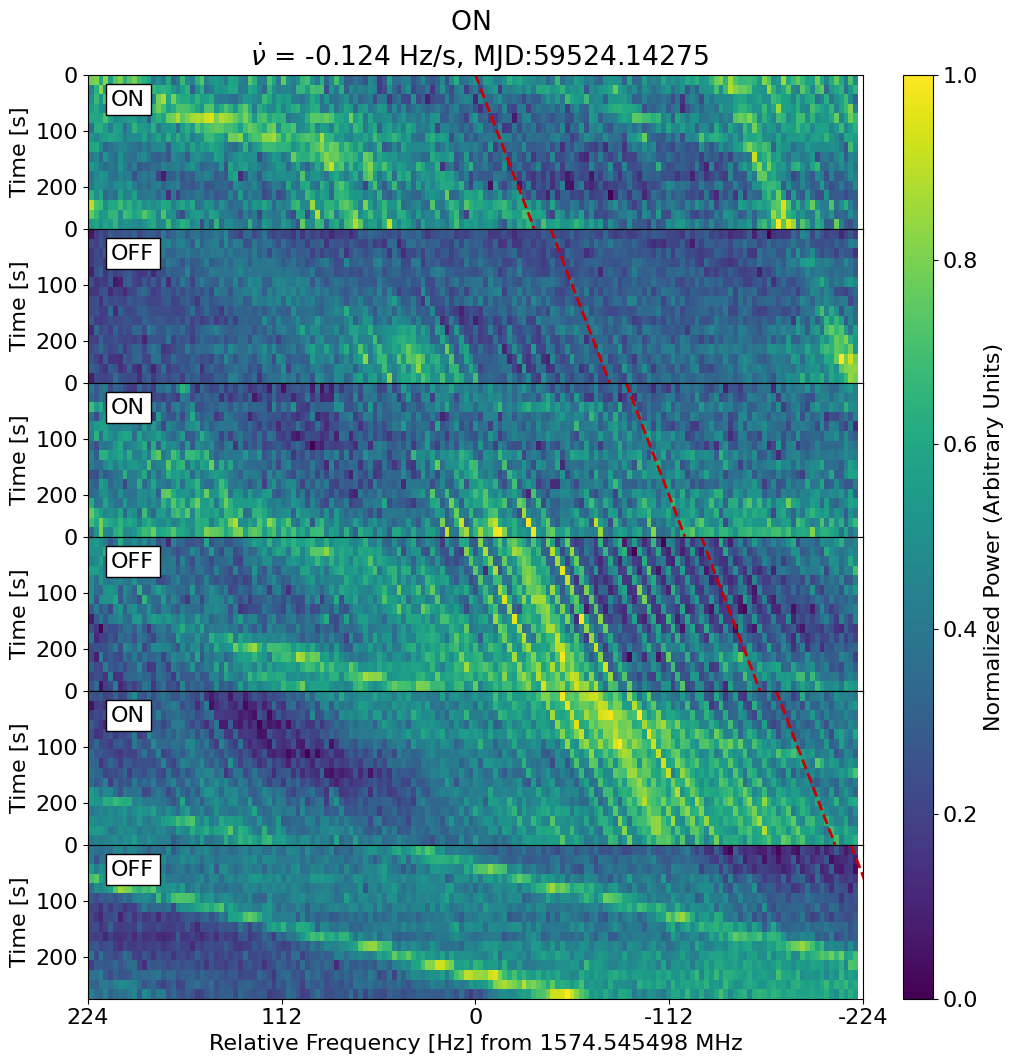 ON
ν̇ = -0.124 Hz/s, MJD:59524.14275
0
ON
100
200
Time [s]
0
OFF
100
200
Time [s]
0
ON
100
200
Time [s]
0
OFF
100
200
Time [s]
0
ON
100
200
Time [s]
0
OFF
100
200
Time [s]
224 112 0 -112 -224
Relative Frequency [Hz] from 1574.545498 MHz
1.0
0.8
0.6
0.4
0.2
0.0
Normalized Power (Arbitrary Units)